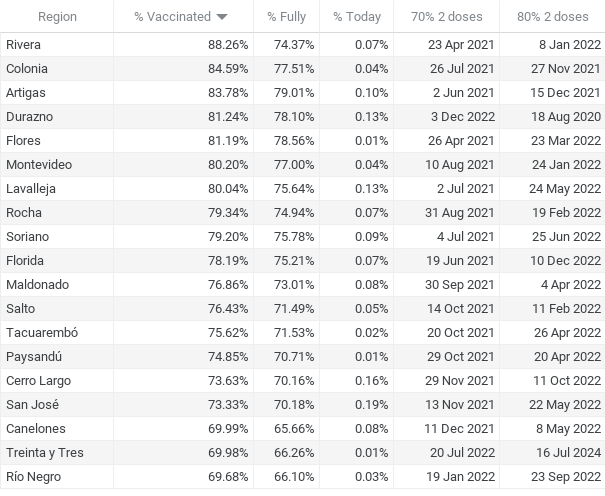 Region % Vaccinated % Fully % Today 70% 2 doses 80% 2 doses
Rivera 88.26% 74.37% 0.07% 23 Apr 2021 8 Jan 2022
Colonia 84.59% 77.51% 0.04% 26 Jul 2021 27 Nov 2021
Artigas 83.78% 79.01% 0.10% 2 Jun 2021 15 Dec 2021
Durazno 81.24% 78.10% 0.13% 3 Dec 2022 18 Aug 2020
Flores 81.19% 78.56% 0.01% 26 Apr 2021 23 Mar 2022
Montevideo 80.20% 77.00% 0.04% 10 Aug 2021 24 Jan 2022
Lavalleja 80.04% 75.64% 0.13% 2 Jul 2021 24 May 2022
Rocha 79.34% 74.94% 0.07% 31 Aug 2021 19 Feb 2022
Soriano 79.20% 75.78% 0.09% 4 Jul 2021 25 Jun 2022
Florida 78.19% 75.21% 0.07% 19 Jun 2021 10 Dec 2022
Maldonado 76.86% 73.01% 0.08% 30 Sep 2021 4 Apr 2022
Salto 76.43% 71.49% 0.05% 14 Oct 2021 11 Feb 2022
Tacuarembó 75.62% 71.53% 0.02% 20 Oct 2021 26 Apr 2022
Paysandú 74.85% 70.71% 0.01% 29 Oct 2021 20 Apr 2022
Cerro Largo 73.63% 70.16% 0.16% 29 Nov 2021 11 Oct 2022
San José 73.33% 70.18% 0.19% 13 Nov 2021 22 May 2022
Canelones 69.99% 65.66% 0.08% 11 Dec 2021 8 May 2022
Treinta y Tres 69.98% 66.26% 0.01% 20 Jul 2022 16 Jul 2024
Río Negro 69.68% 66.10% 0.03% 19 Jan 2022 23 Sep 2022